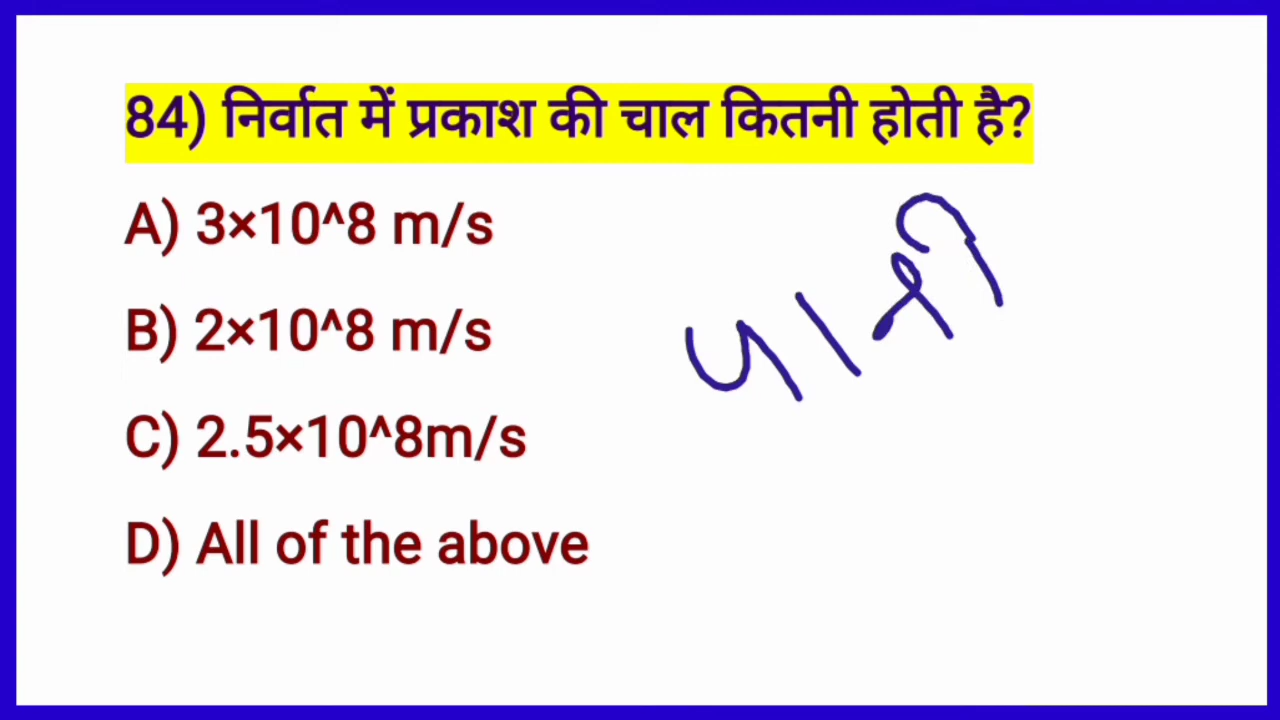 84) निर्वात में प्रकाश की चाल कितनी होती है?
A) 3×10^8 m/s
पानी
B) 2×10^8 m/s
C) 2.5×10^8m/s
D) All of the above